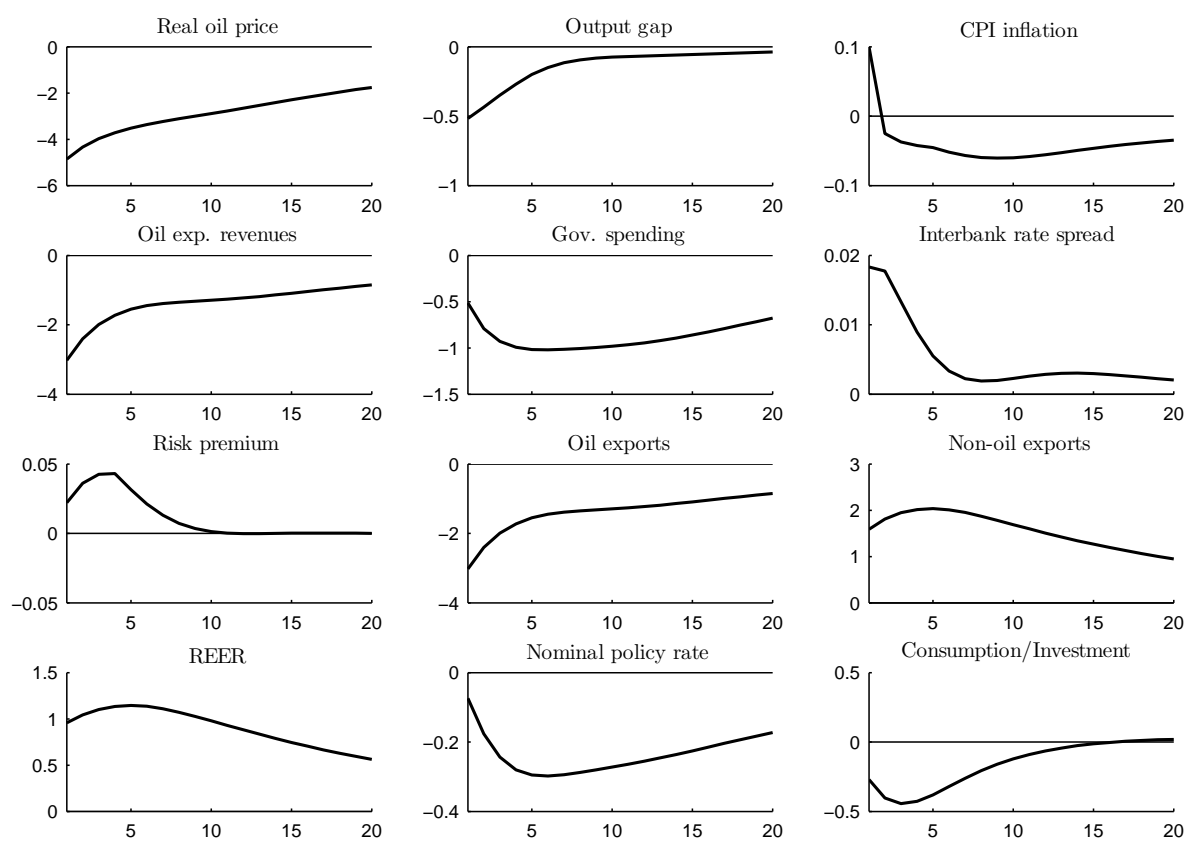 Real oil price
0
−2
−4
−6
5 10 15 20
Output gap
0
−0.5
−1
5 10 15 20
CPI inflation
0.1
0
−0.1
5 10 15 20
Oil exp. revenues
0
−2
−4
5 10 15 20
Gov. spending
0
−0.5
−1
−1.5
5 10 15 20
Interbank rate spread
0.02
0.01
0
5 10 15 20
Risk premium
0.05
0
−0.05
5 10 15 20
Oil exports
0
−2
−4
5 10 15 20
Non-oil exports
3
2
1
0
5 10 15 20
REER
1.5
1
0.5
0
5 10 15 20
Nominal policy rate
0
−0.2
−0.4
5 10 15 20
Consumption/Investment
0.5
0
−0.5
5 10 15 20